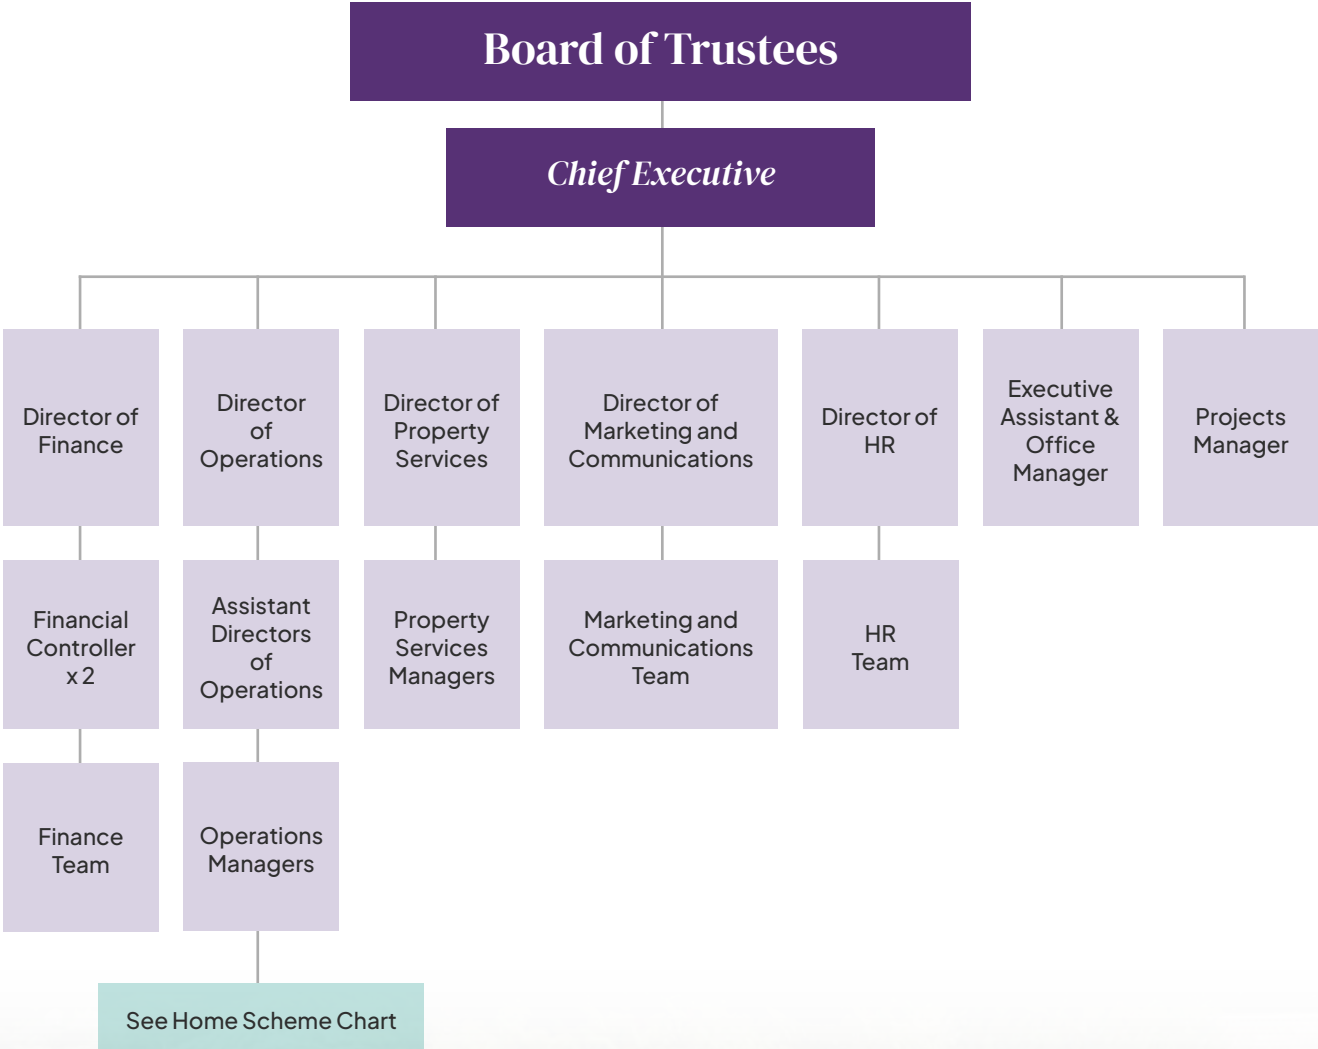 Board of Trustees
Chief Executive
Director of
Finance
Director
of
Operations
Director of
Property
Services
Director of
Marketing and
Communications
Director of
HR
Executive
Assistant &
Office
Manager
Projects
Manager
Financial
Controller
x 2
Assistant
Directors
of
Operations
Property
Services
Managers
Marketing and
Communications
Team
HR
Team
Finance
Team
Operations
Managers
See Home Scheme Chart